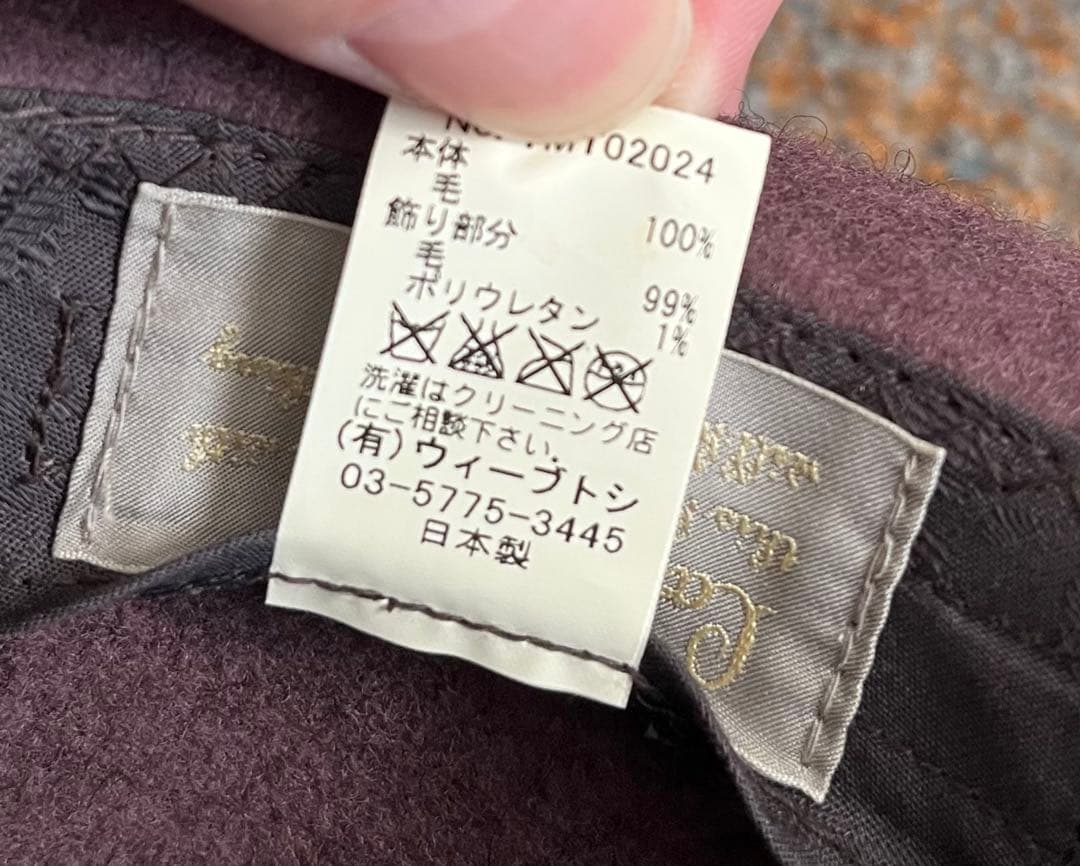 MT02024
本体
毛 100%
飾り部分
毛 99%
ポリウレタン 1%
洗濯はクリーニング店
にご相談下さい.
(有)ウィーブトシ
03-5775-3445
日本製